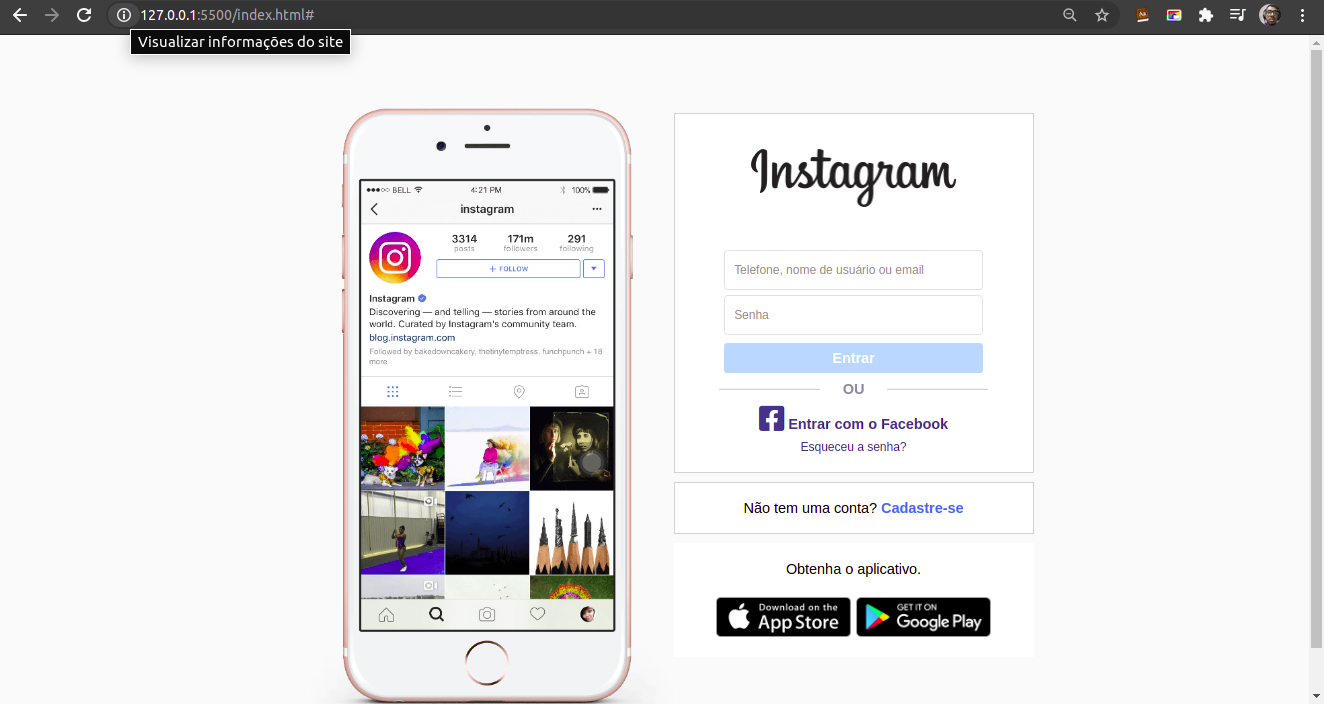 127.0.0.1:5500/index.html#
Visualizar informações do site
BELL 4:21 PM 100%
instagram
3314 171m 291
posts followers following
+ FOLLOW
Instagram
Discovering — and telling — stories from around the
world. Curated by Instagram's community team.
blog.instagram.com
Followed by bakedowncakery, thetinytemptress, funchpunch + 18
more
Instagram
Telefone, nome de usuário ou email
Senha
Entrar
OU
Entrar com o Facebook
Esqueceu a senha?
Não tem uma conta? Cadastre-se
Obtenha o aplicativo.
Download on the
App Store
GET IT ON
Google Play